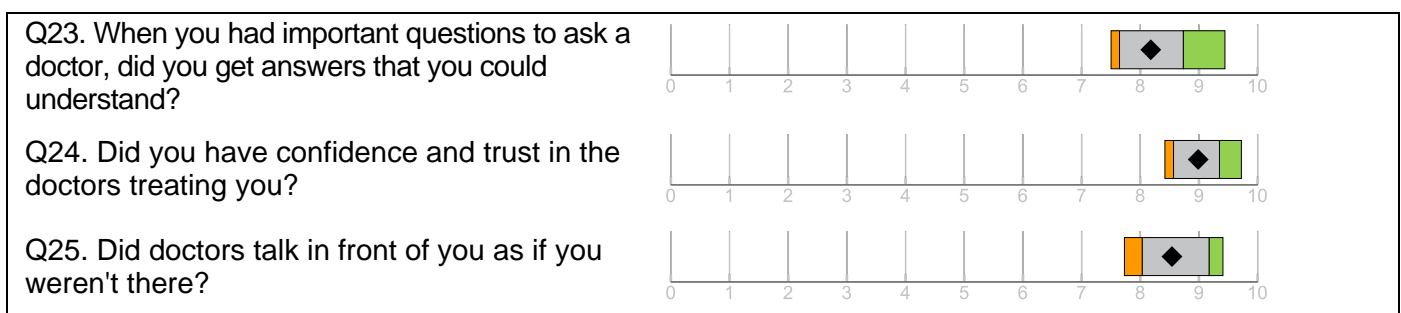 Q23. When you had important questions to ask a
doctor, did you get answers that you could
understand?
0 1 2 3 4 5 6 7 8 9 10
Q24. Did you have confidence and trust in the
doctors treating you?
0 1 2 3 4 5 6 7 8 9 10
Q25. Did doctors talk in front of you as if you
weren't there?
0 1 2 3 4 5 6 7 8 9 10